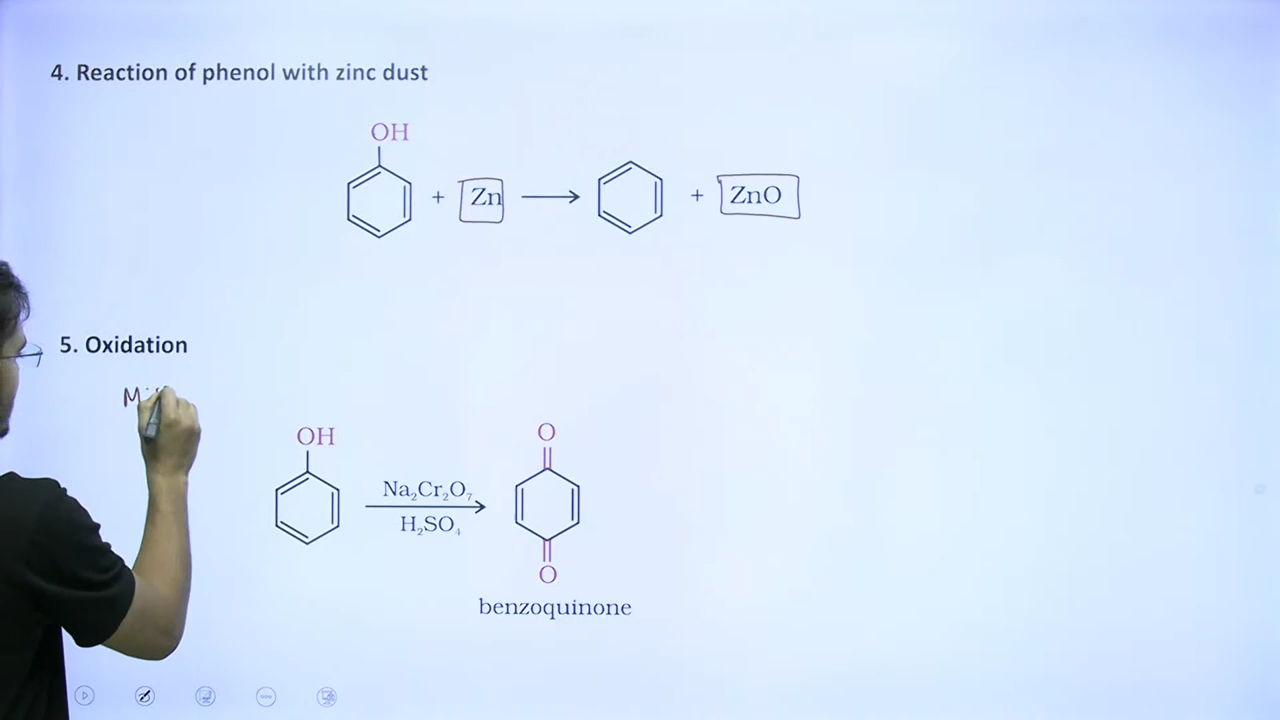 4. Reaction of phenol with zinc dust
OH
+ Zn ⟶ + ZnO
5. Oxidation
OH
O
Na₂Cr₂O₇
H₂SO₄
O
benzoquinone